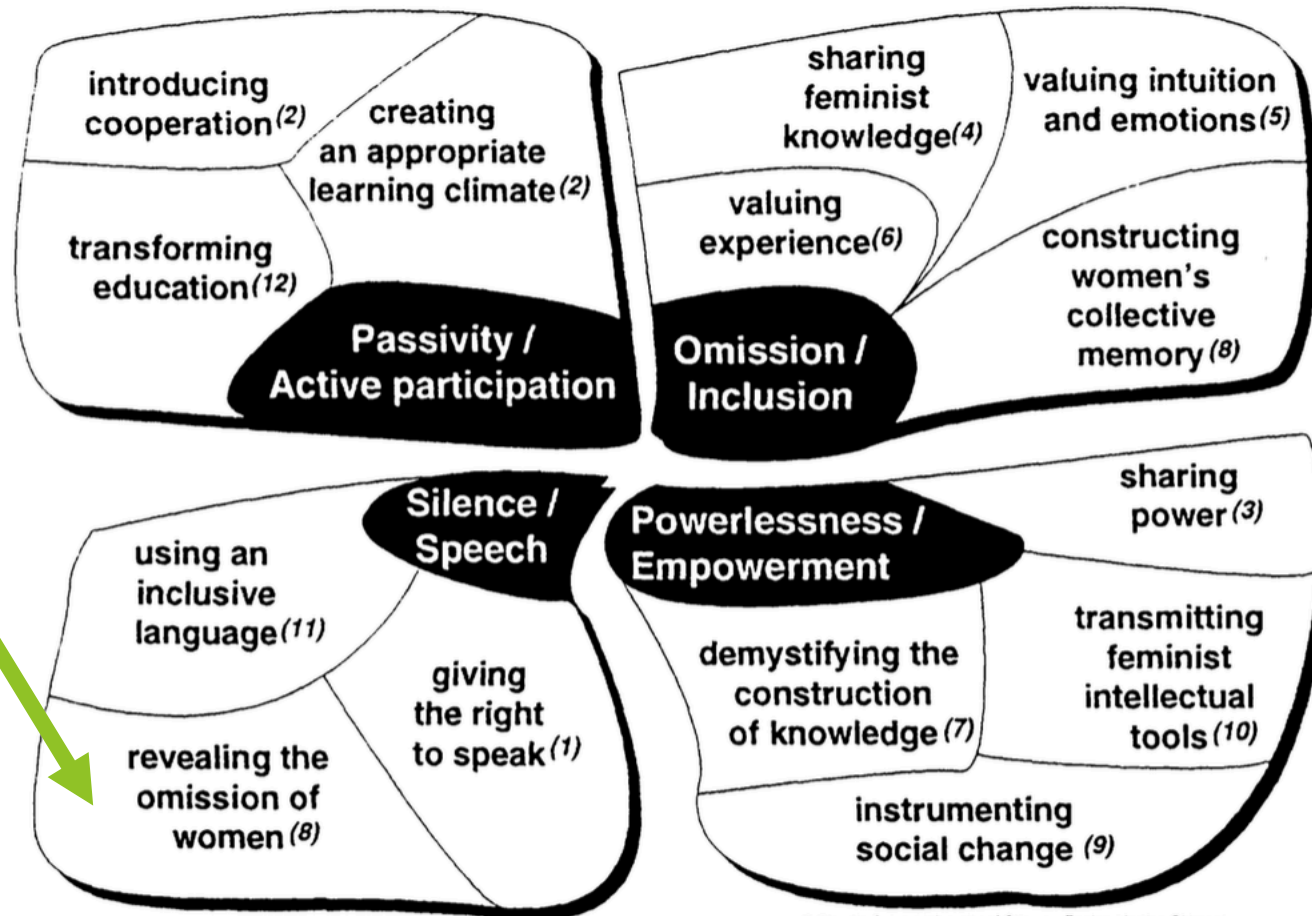 introducing
cooperation (2)
creating
an appropriate
learning climate (2)
transforming
education (12)
Passivity /
Active participation
sharing
feminist
knowledge (4)
valuing intuition
and emotions (5)
valuing
experience (6)
constructing
women's
collective
memory (8)
Omission /
Inclusion
Silence /
Speech
using an
inclusive
language (11)
giving
the right
to speak (1)
revealing the
omission of
women (8)
Powerlessness /
Empowerment
sharing
power (3)
demystifying the
construction
of knowledge (7)
transmitting
feminist
intellectual
tools (10)
instrumenting
social change (9)